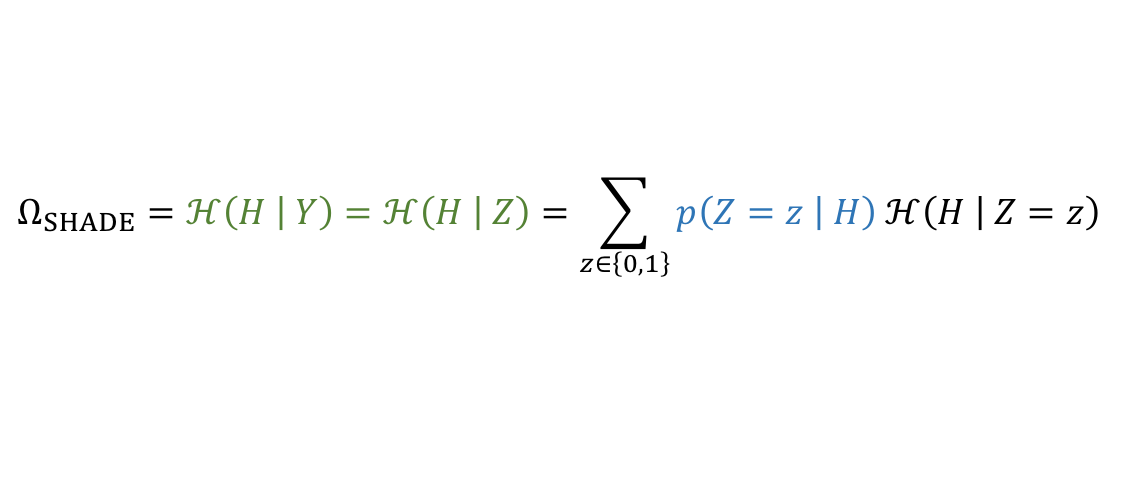 Ω_SHADE = ℋ(H | Y) = ℋ(H | Z) = ∑_{z∈{0,1}} p(Z = z | H) ℋ(H | Z = z)